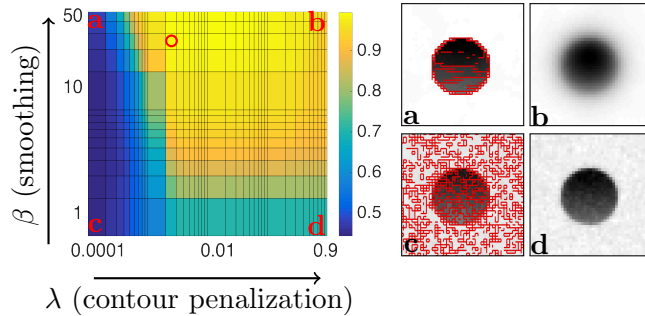 50
10
1
β (smoothing)
a
b
c
d
0.0001
0.01
0.9
λ (contour penalization)
0.9
0.8
0.7
0.6
0.5
a
b
c
d